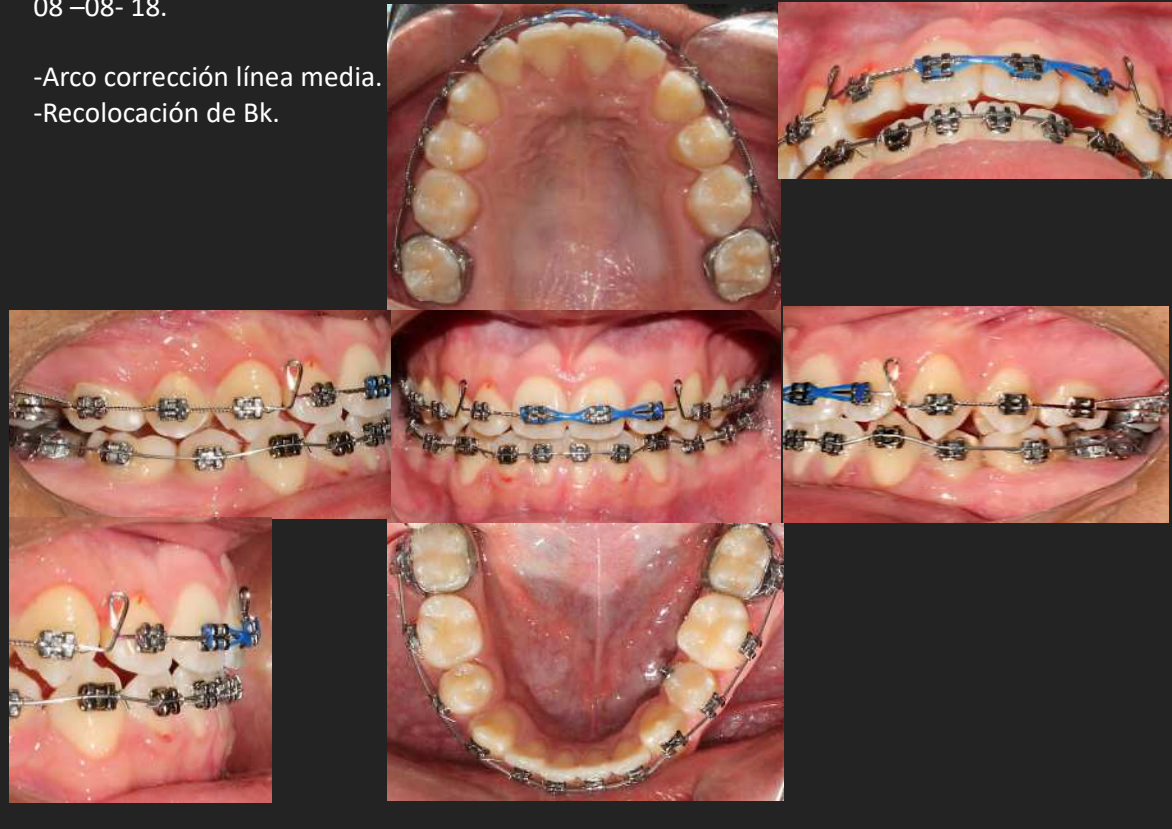 08 –08- 18.
-Arco corrección línea media.
-Recolocación de Bk.